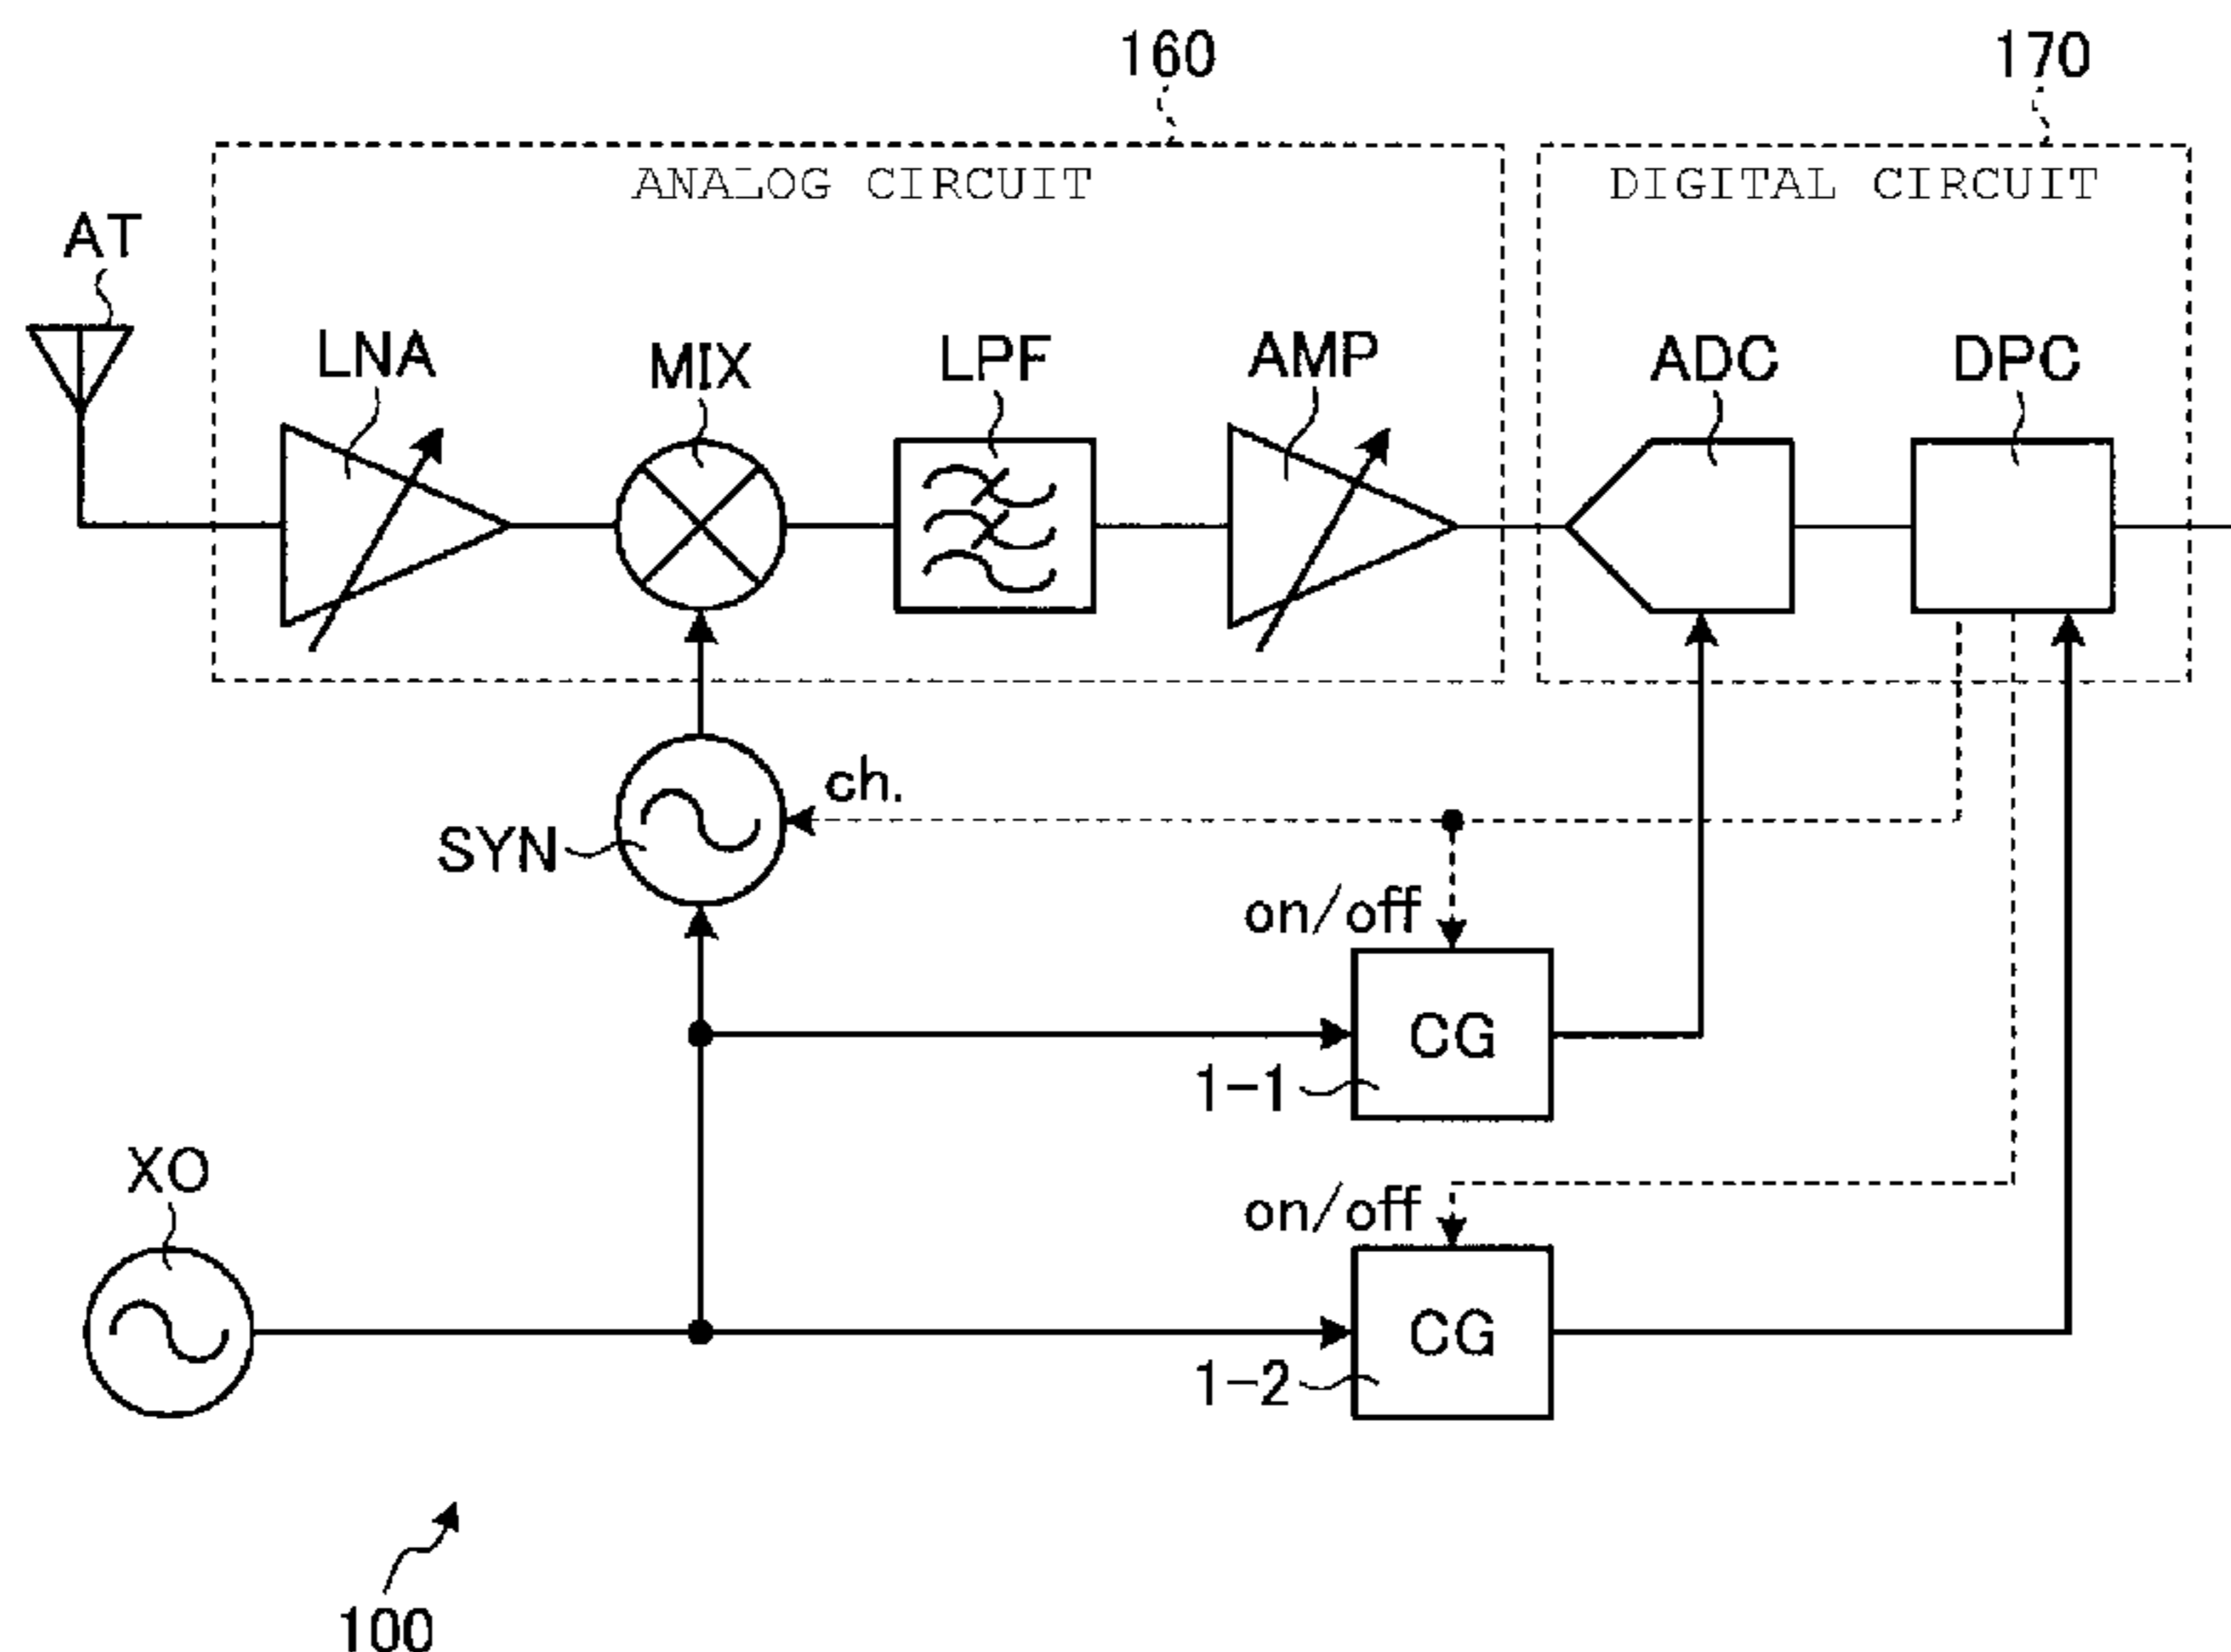 160
170
ANALOG CIRCUIT
DIGITAL CIRCUIT
AT
LNA
MIX
LPF
AMP
ADC
DPC
ch.
SYN
on/off
CG
1-1
XO
on/off
CG
1-2
100